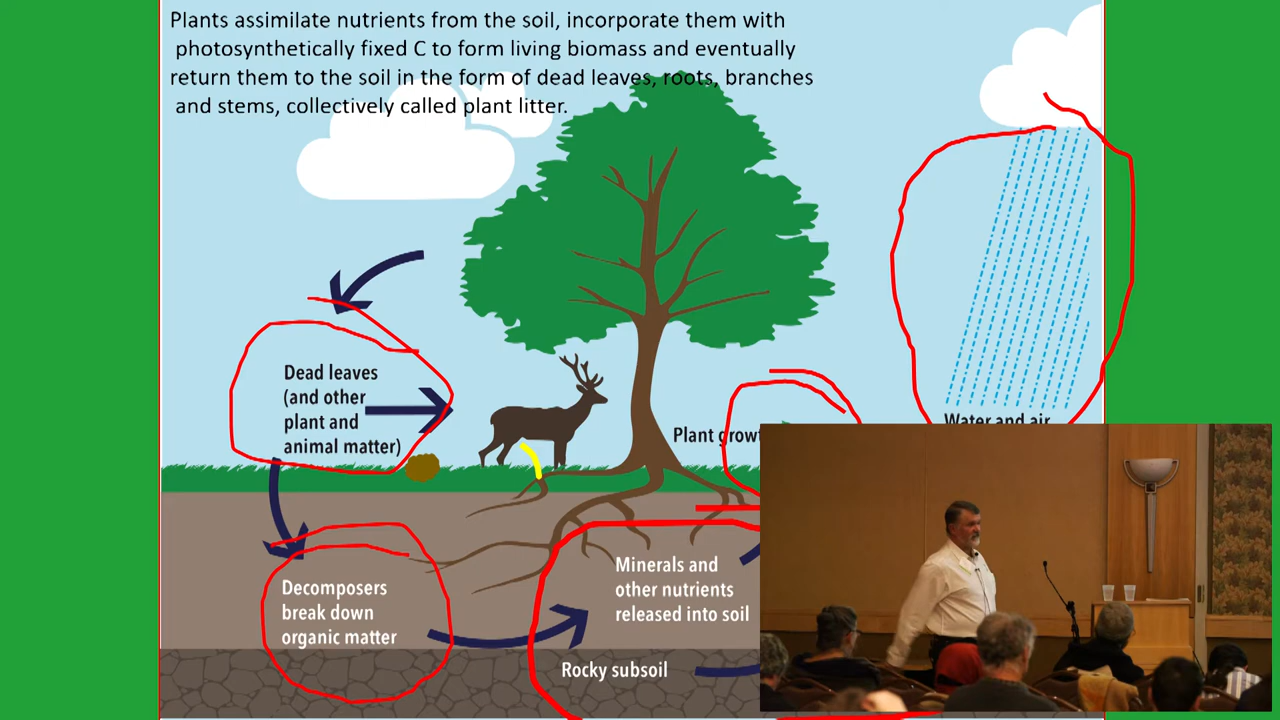 Plants assimilate nutrients from the soil, incorporate them with
photosynthetically fixed C to form living biomass and eventually
return them to the soil in the form of dead leaves, roots, branches
and stems, collectively called plant litter.
Dead leaves
(and other
plant and
animal matter)
Plant growt
Water and air
Decomposers
break down
organic matter
Minerals and
other nutrients
released into soil
Rocky subsoil